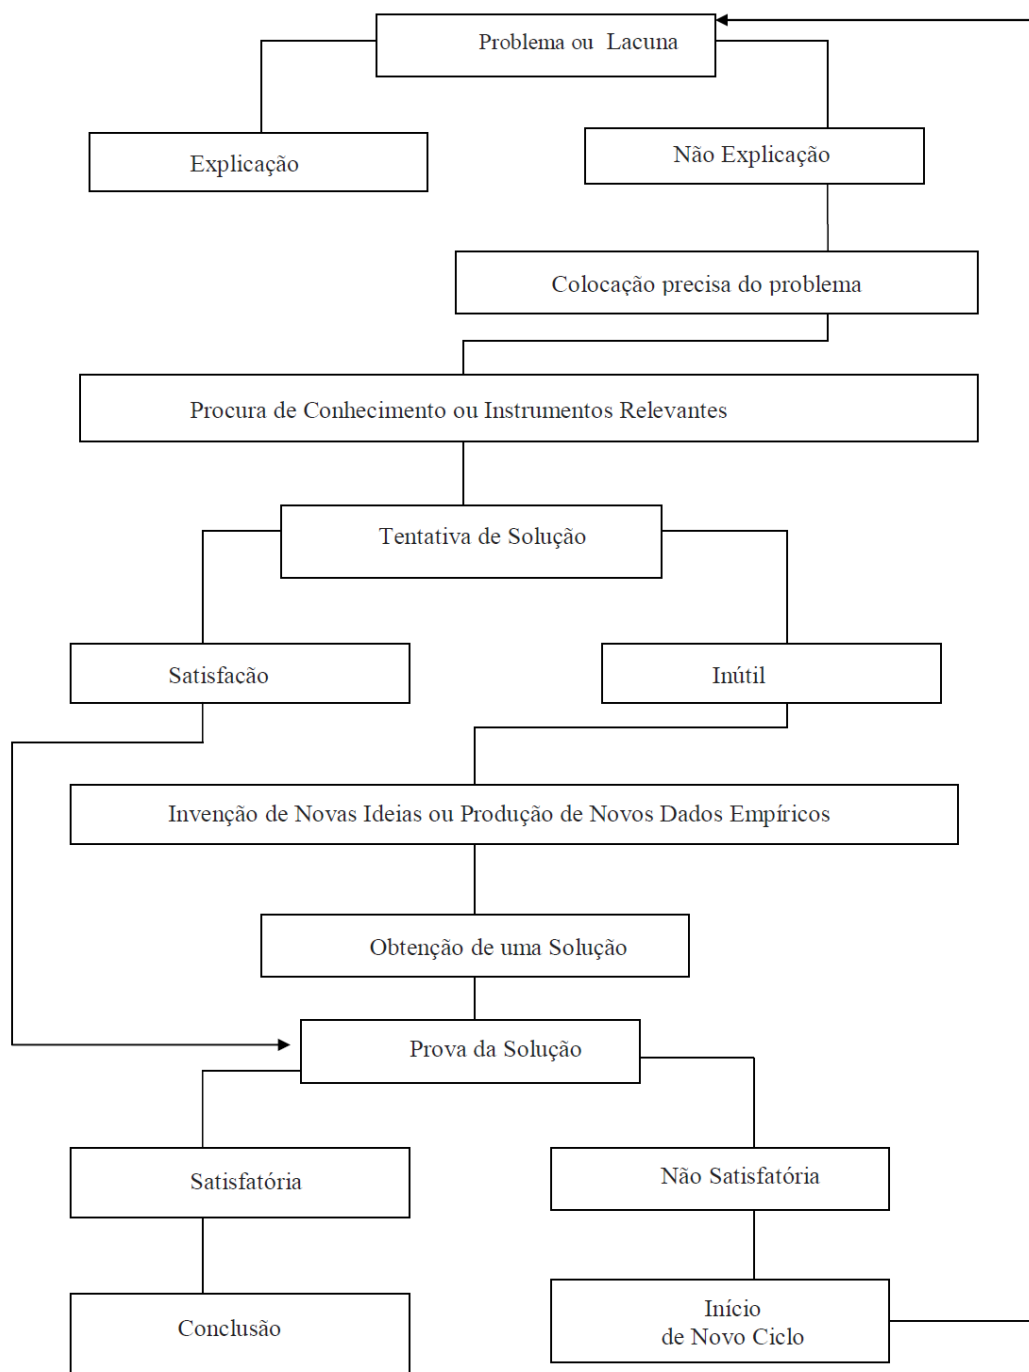 Problema ou Lacuna
Explicação
Não Explicação
Colocação precisa do problema
Procura de Conhecimento ou Instrumentos Relevantes
Tentativa de Solução
Satisfacão
Inútil
Invenção de Novas Ideias ou Produção de Novos Dados Empíricos
Obtenção de uma Solução
Prova da Solução
Satisfatória
Não Satisfatória
Conclusão
Início
de Novo Ciclo